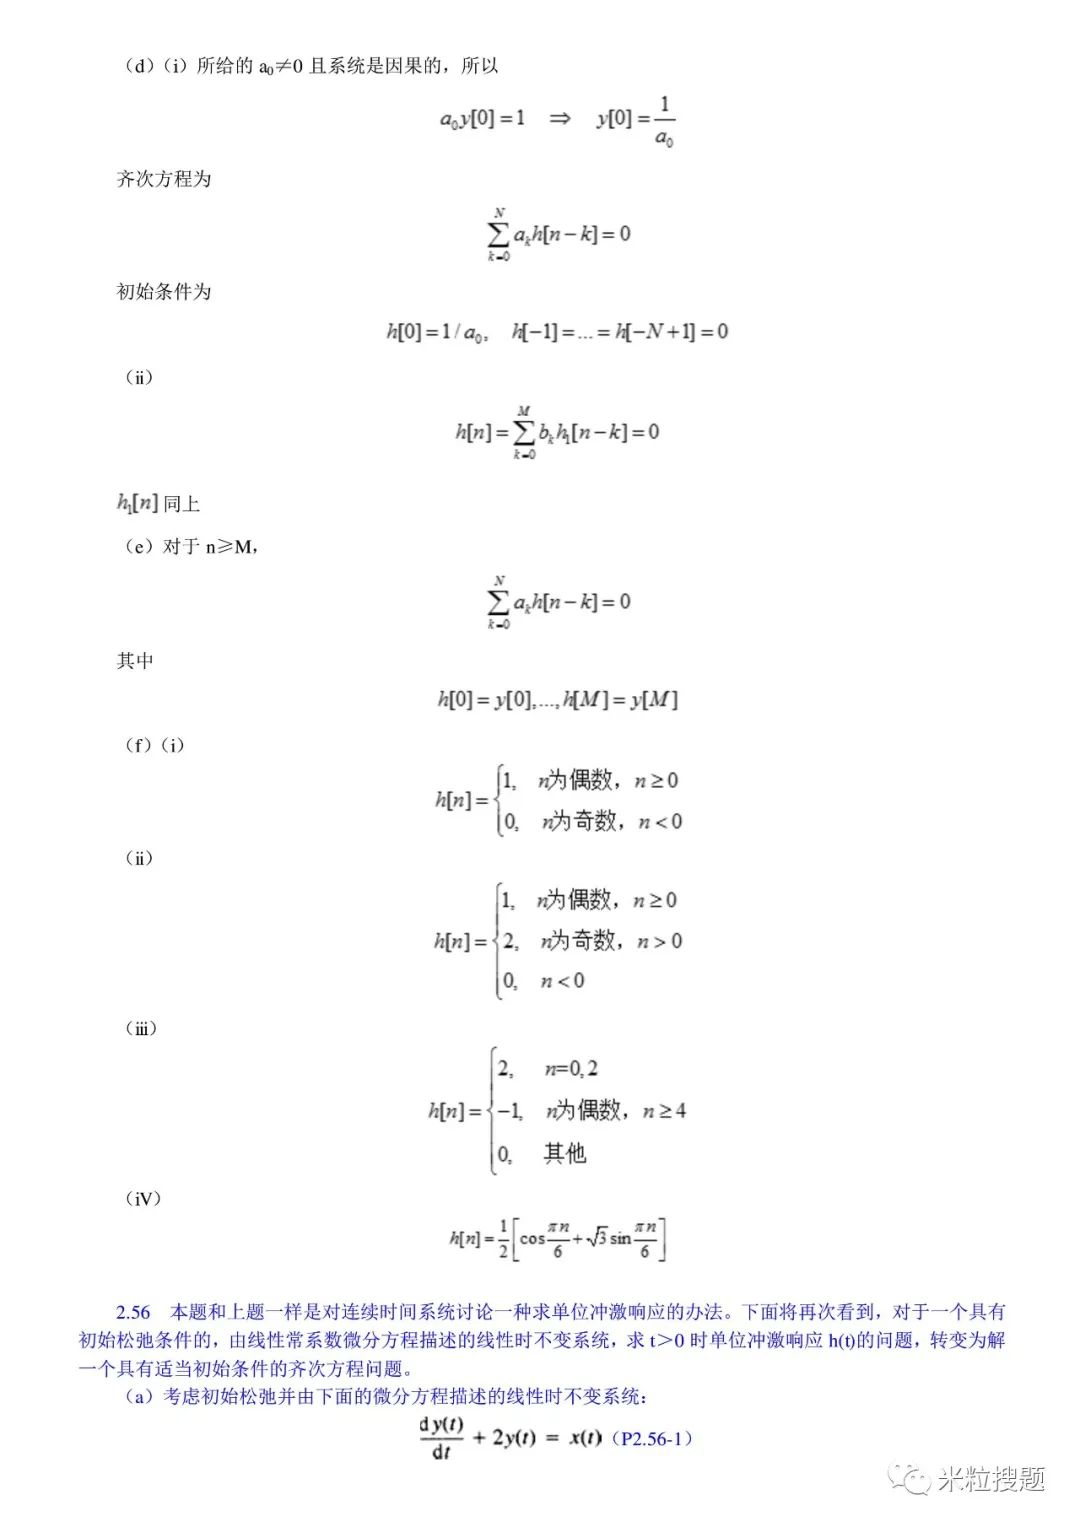 (d)(i)所给的 a₀≠0 且系统是因果的，所以
a₀y[0]=1 ⇒ y[0]=1/a₀
齐次方程为
∑_{k=0}^{N} aₖh[n−k]=0
初始条件为
h[0]=1/a₀, h[−1]=...=h[−N+1]=0
(ii)
h[n]=∑_{k=0}^{M} bₖh₁[n−k]=0
h₁[n]同上
(e)对于 n≥M，
∑_{k=0}^{N} aₖh[n−k]=0
其中
h[0]=y[0],...,h[M]=y[M]
(f)(i)
h[n]={1, n为偶数，n≥0
0, n为奇数，n<0
(ii)
h[n]={1, n为偶数，n≥0
2, n为奇数，n>0
0, n<0
(iii)
h[n]={2, n=0,2
−1, n为偶数，n≥4
0, 其他
(iV)
h[n]=1/2[cos πn/6+√3 sin πn/6]
2.56 本题和上题一样是对连续时间系统讨论一种求单位冲激响应的办法。下面将再次看到，对于一个具有
初始松弛条件的，由线性常系数微分方程描述的线性时不变系统，求 t＞0 时单位冲激响应 h(t)的问题，转变为解
一个具有适当初始条件的齐次方程问题。
(a)考虑初始松弛并由下面的微分方程描述的线性时不变系统：
dy(t)/dt + 2y(t) = x(t)(P2.56-1)
米粒搜题